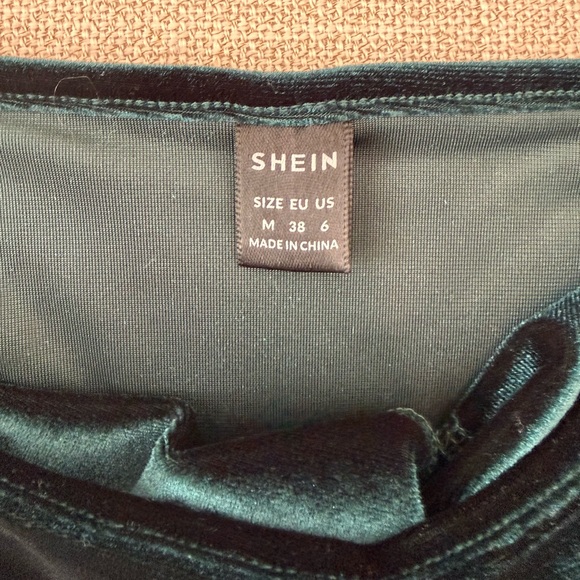 SHEIN
SIZE EU US
M 38 6
MADE IN CHINA